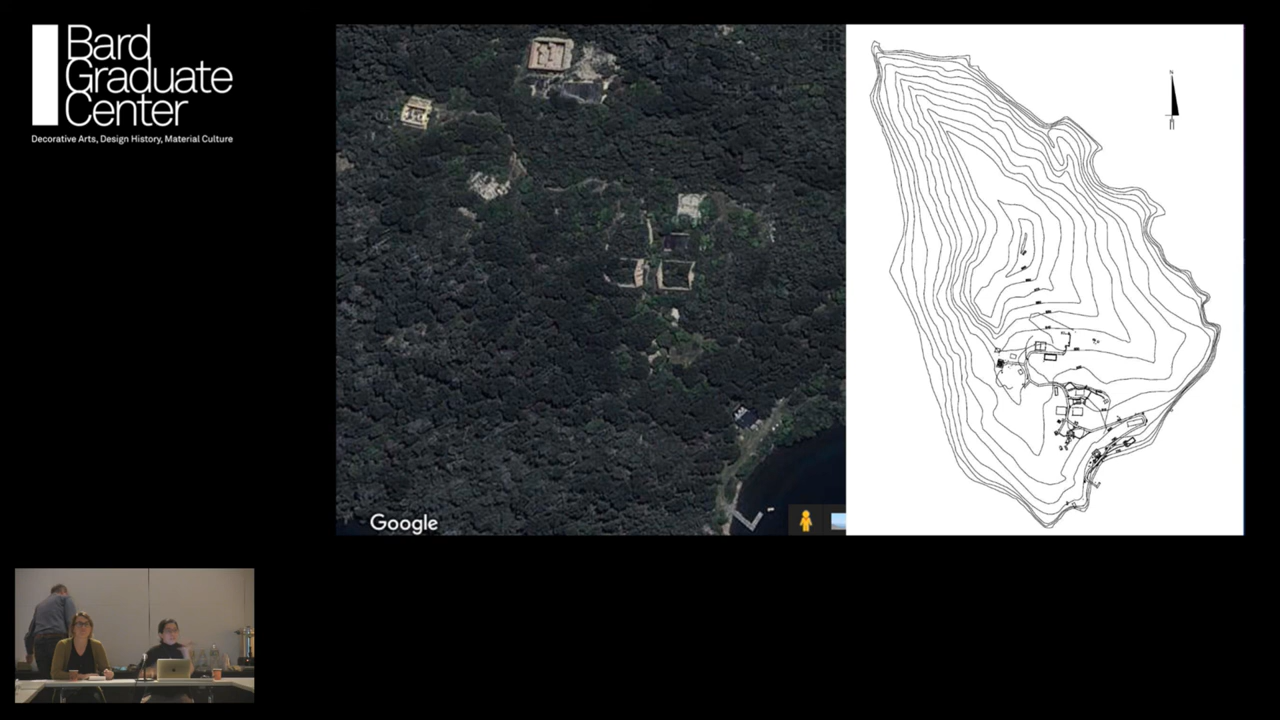 Bard
Graduate
Center
Decorative Arts, Design History, Material Culture
N
Google